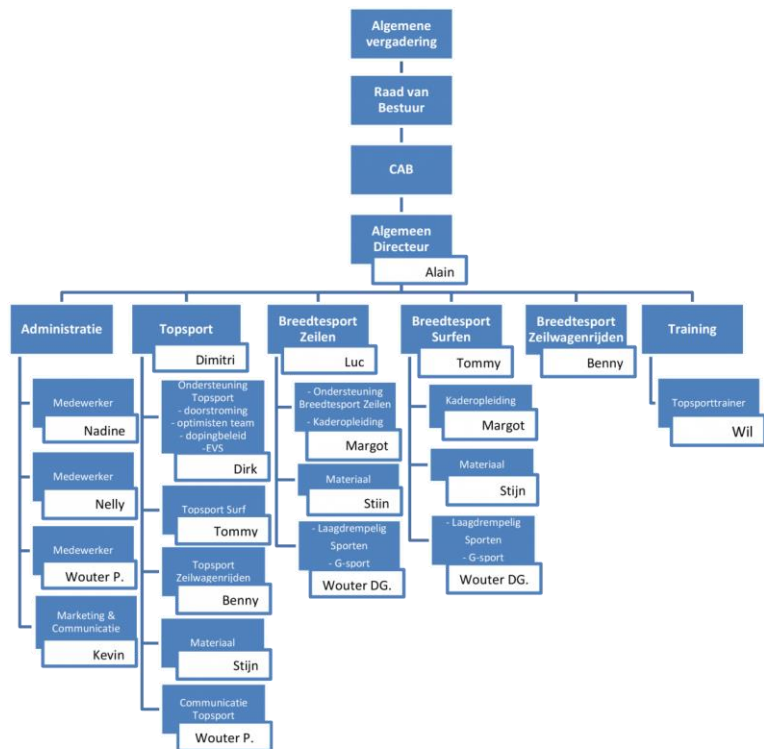 Algemene
vergadering
Raad van
Bestuur
CAB
Algemeen
Directeur
Alain
Administratie
Medewerker
Nadine
Medewerker
Nelly
Medewerker
Wouter P.
Marketing &
Communicatie
Kevin
Topsport
Dimitri
Ondersteuning
Topsport
- doorstroming
- optimisten team
- dopingbeleid
-EVS
Dirk
Topsport Surf
Tommy
Topsport
Zeilwagenrijden
Benny
Materiaal
Stijn
Communicatie
Topsport
Wouter P.
Breedtesport
Zeilen
Luc
- Ondersteuning
Breedtesport Zeilen
- Kaderopleiding
Margot
Materiaal
Stiin
- Laagdrempelig
Sporten
- G-sport
Wouter DG.
Breedtesport
Surfen
Tommy
Kaderopleiding
Margot
Materiaal
Stijn
- Laagdrempelig
Sporten
- G-sport
Wouter DG.
Breedtesport
Zeilwagenrijden
Benny
Training
Topsporttrainer
Wil